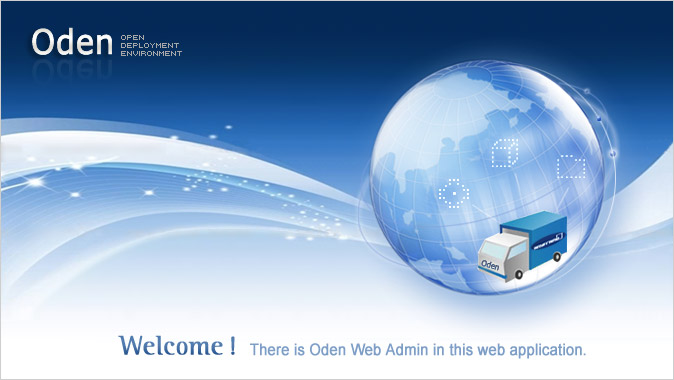 Oden
OPEN
DEPLOYMENT
ENVIRONMENT
Oden
Welcome !
There is Oden Web Admin in this web application.